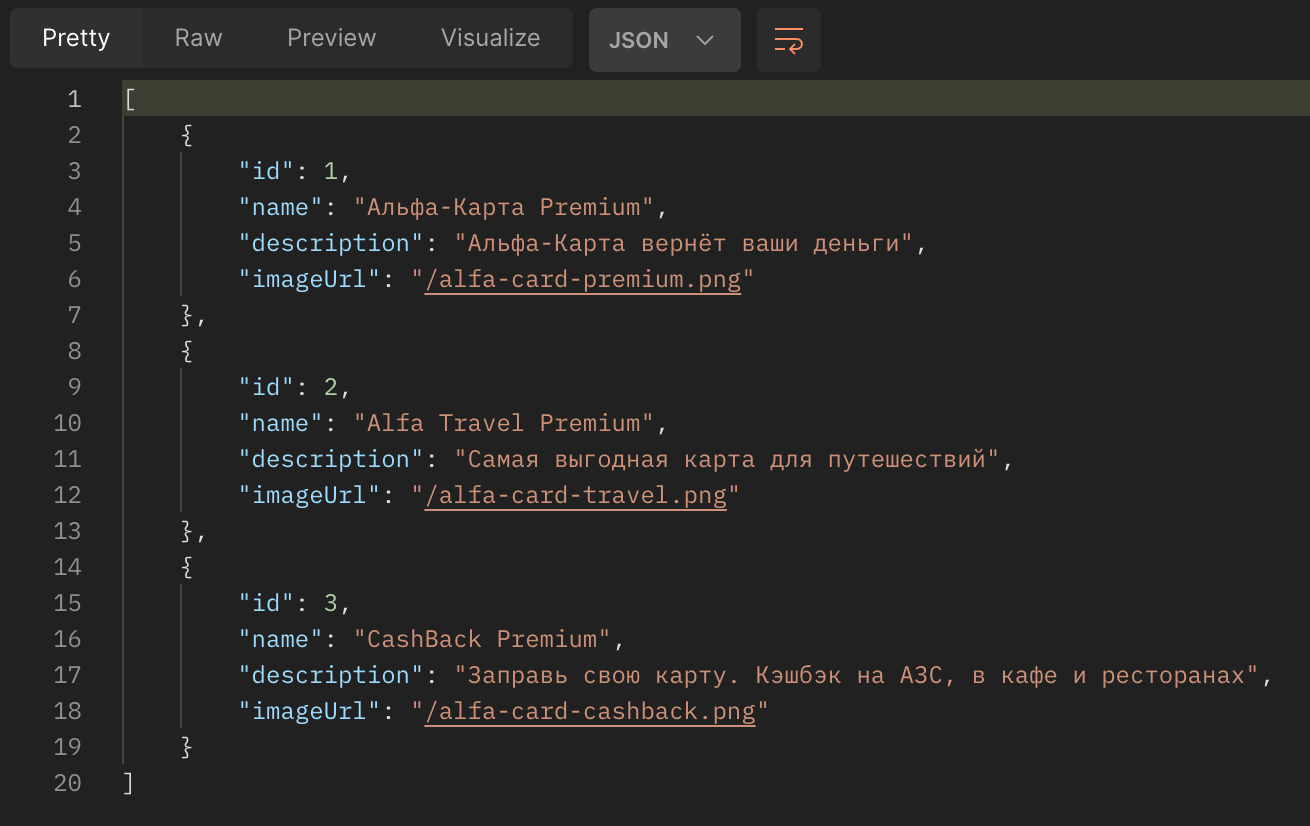 Pretty Raw Preview Visualize JSON
1 [
2     {
3         "id": 1,
4         "name": "Альфа-Карта Premium",
5         "description": "Альфа-Карта вернёт ваши деньги",
6         "imageUrl": "/alfa-card-premium.png"
7     },
8     {
9         "id": 2,
10         "name": "Alfa Travel Premium",
11         "description": "Самая выгодная карта для путешествий",
12         "imageUrl": "/alfa-card-travel.png"
13     },
14     {
15         "id": 3,
16         "name": "CashBack Premium",
17         "description": "Заправь свою карту. Кэшбэк на АЗС, в кафе и ресторанах",
18         "imageUrl": "/alfa-card-cashback.png"
19     }
20 ]